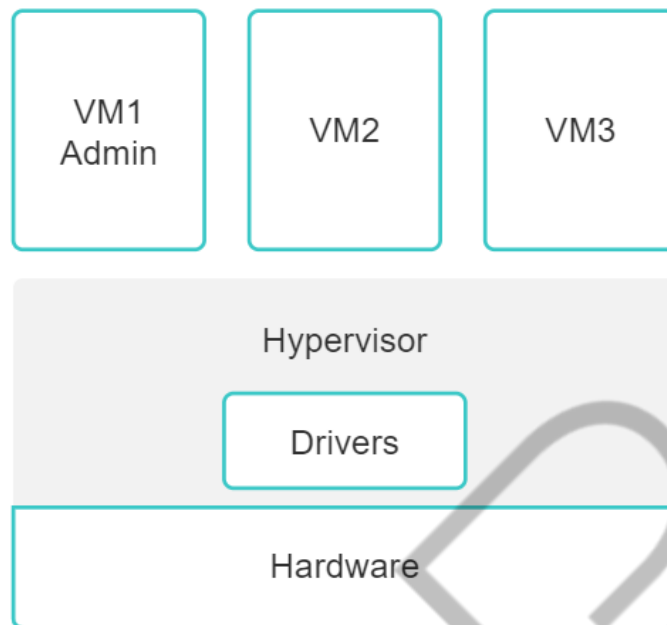 VM1
Admin
VM2
VM3
Hypervisor
Drivers
Hardware